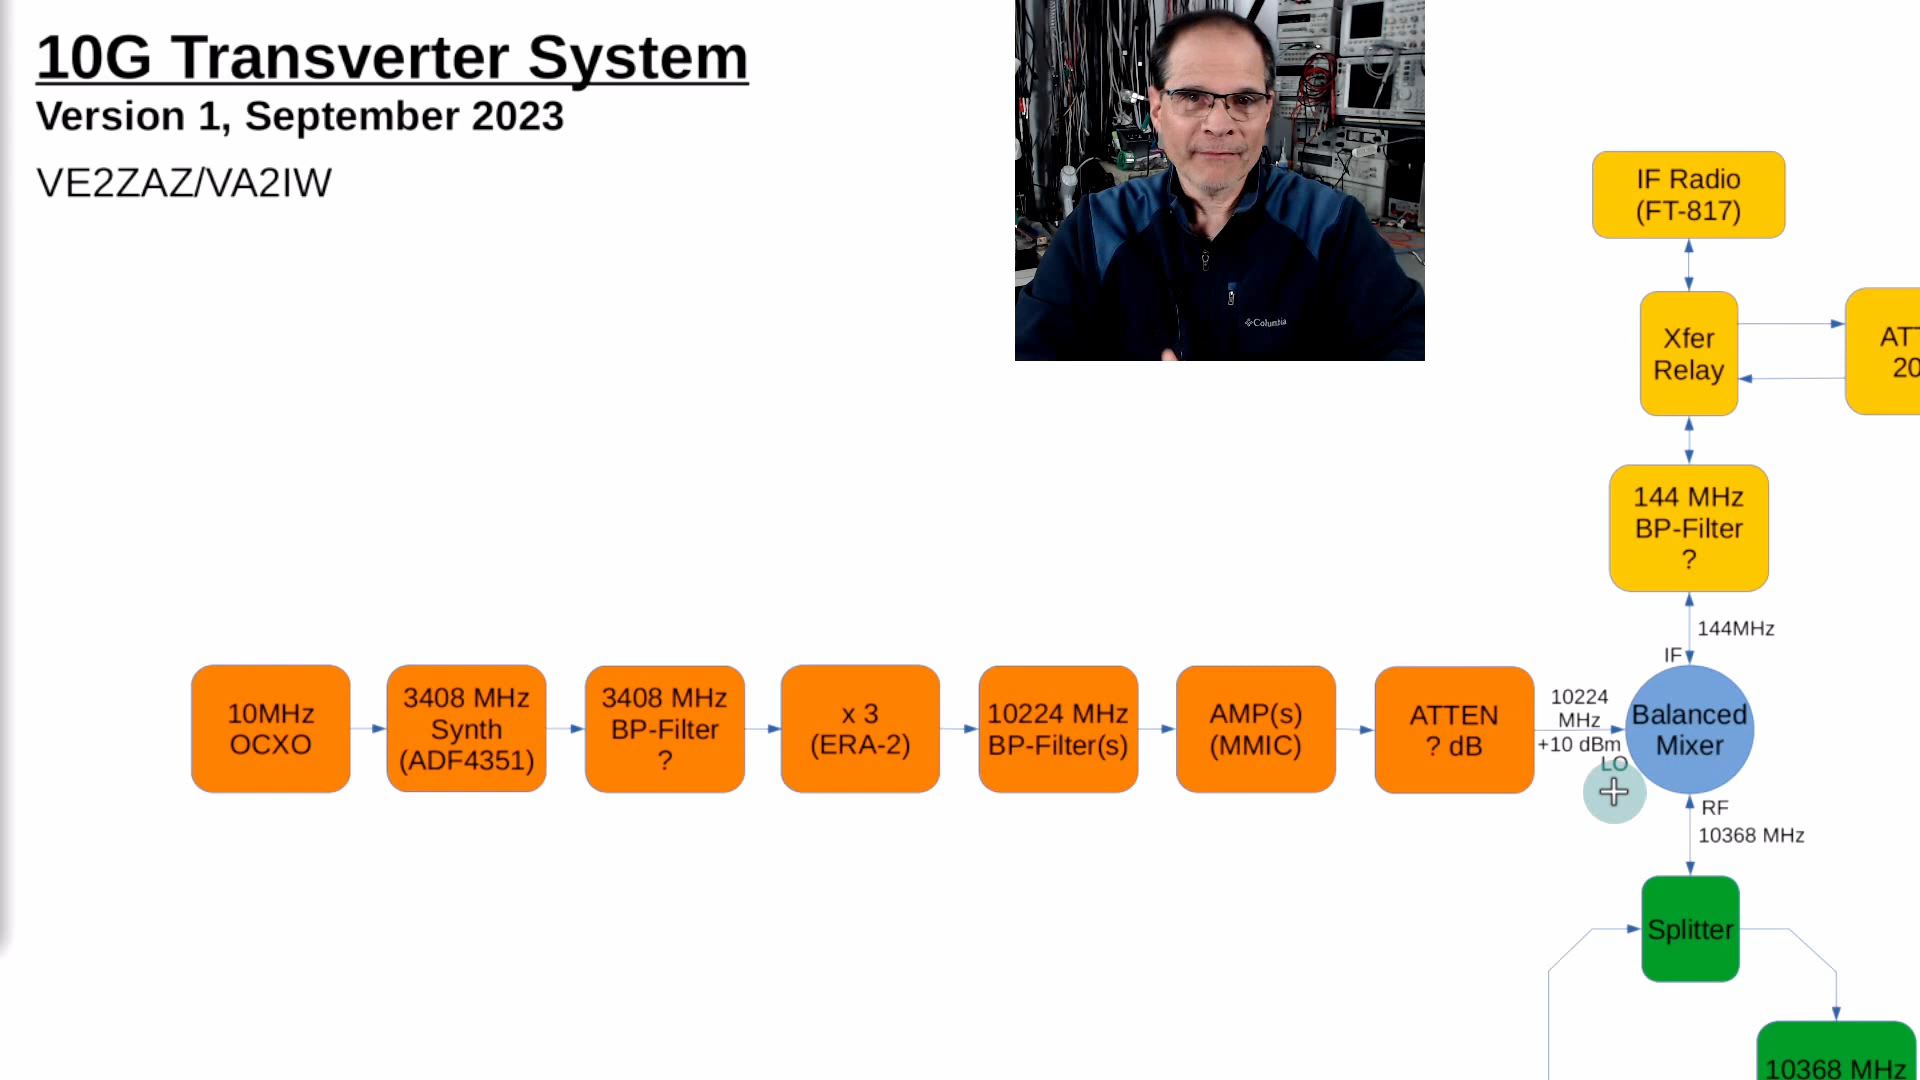 10G Transverter System
Version 1, September 2023
VE2ZAZ/VA2IW
Columbia
IF Radio
(FT-817)
Xfer
Relay
144 MHz
BP-Filter
?
144MHz
IF
10MHz
OCXO
3408 MHz
Synth
(ADF4351)
3408 MHz
BP-Filter
?
x 3
(ERA-2)
10224 MHz
BP-Filter(s)
AMP(s)
(MMIC)
ATTEN
? dB
10224
MHz
+10 dBm
LO
Balanced
Mixer
RF
10368 MHz
Splitter
10368 MHz